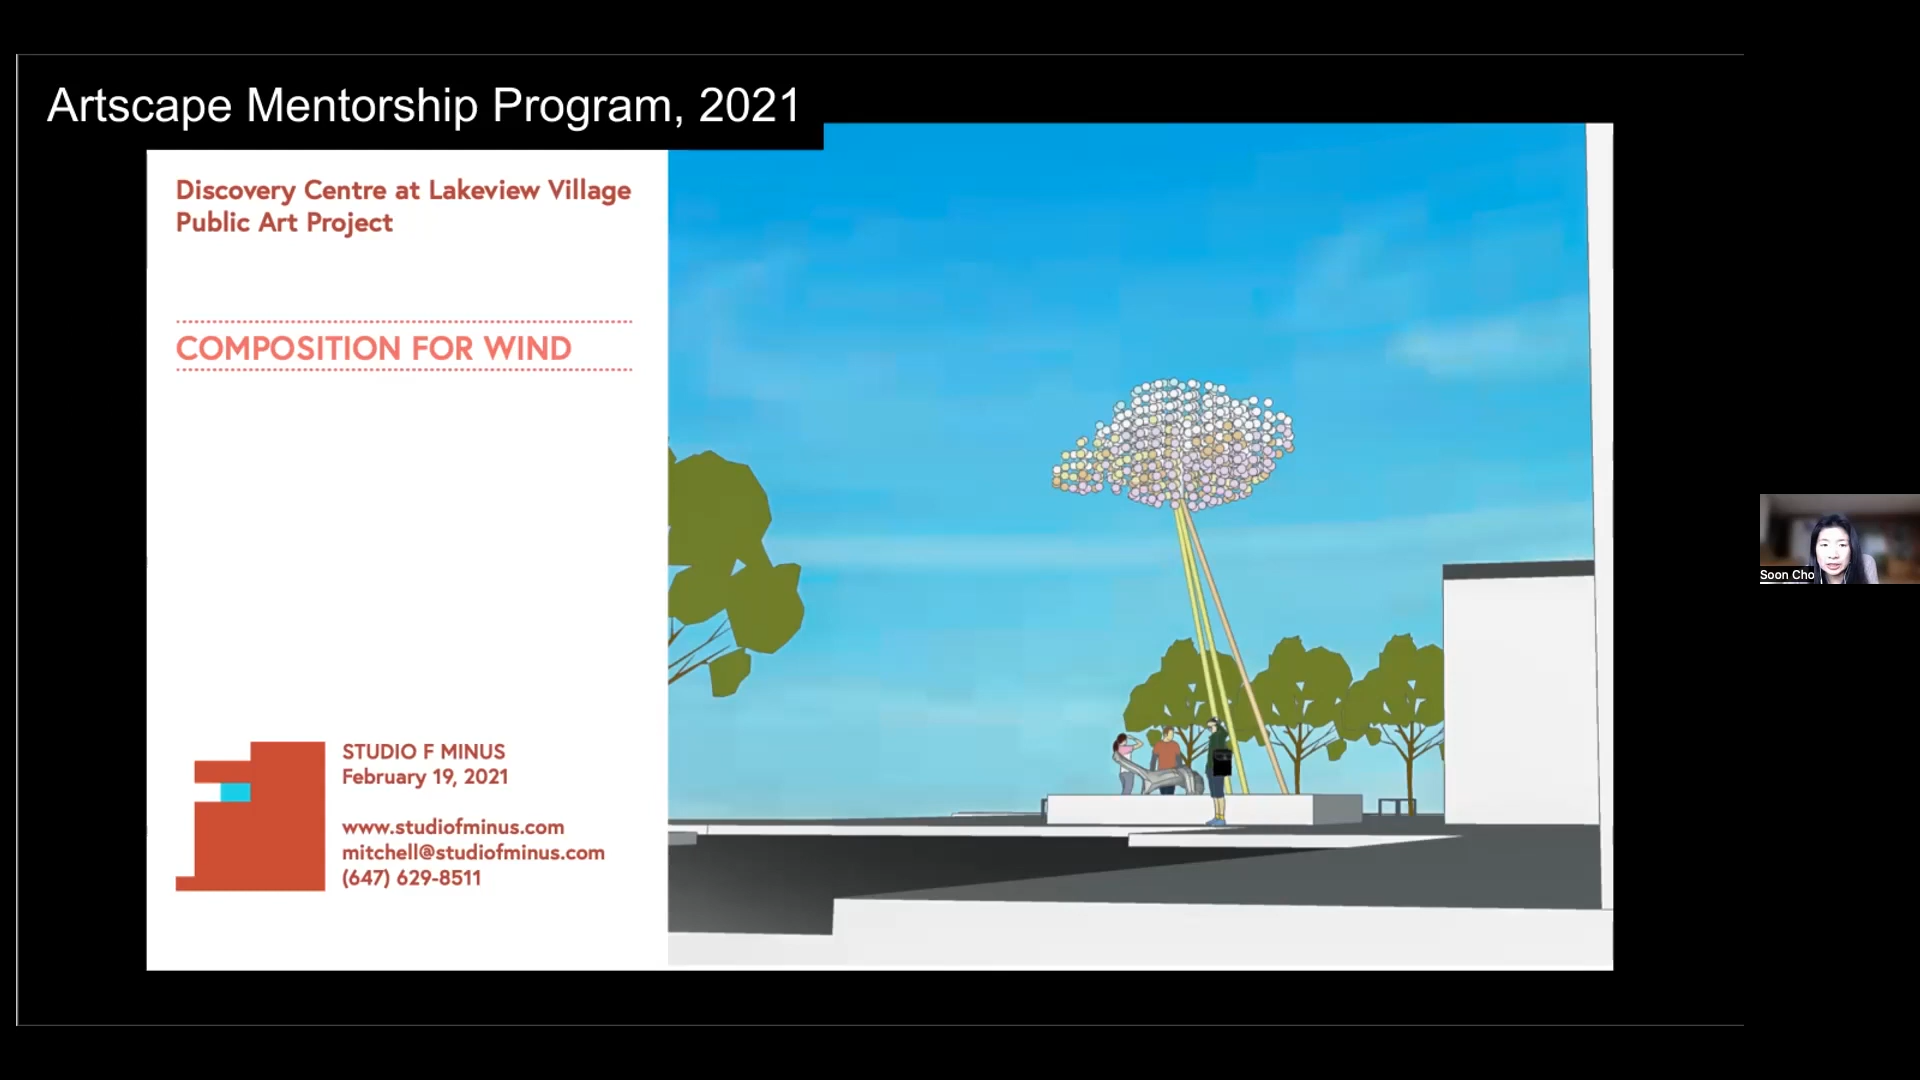 Artscape Mentorship Program, 2021
Discovery Centre at Lakeview Village
Public Art Project
COMPOSITION FOR WIND
STUDIO F MINUS
February 19, 2021
www.studiofminus.com
mitchell@studiofminus.com
(647) 629-8511
Soon Cho